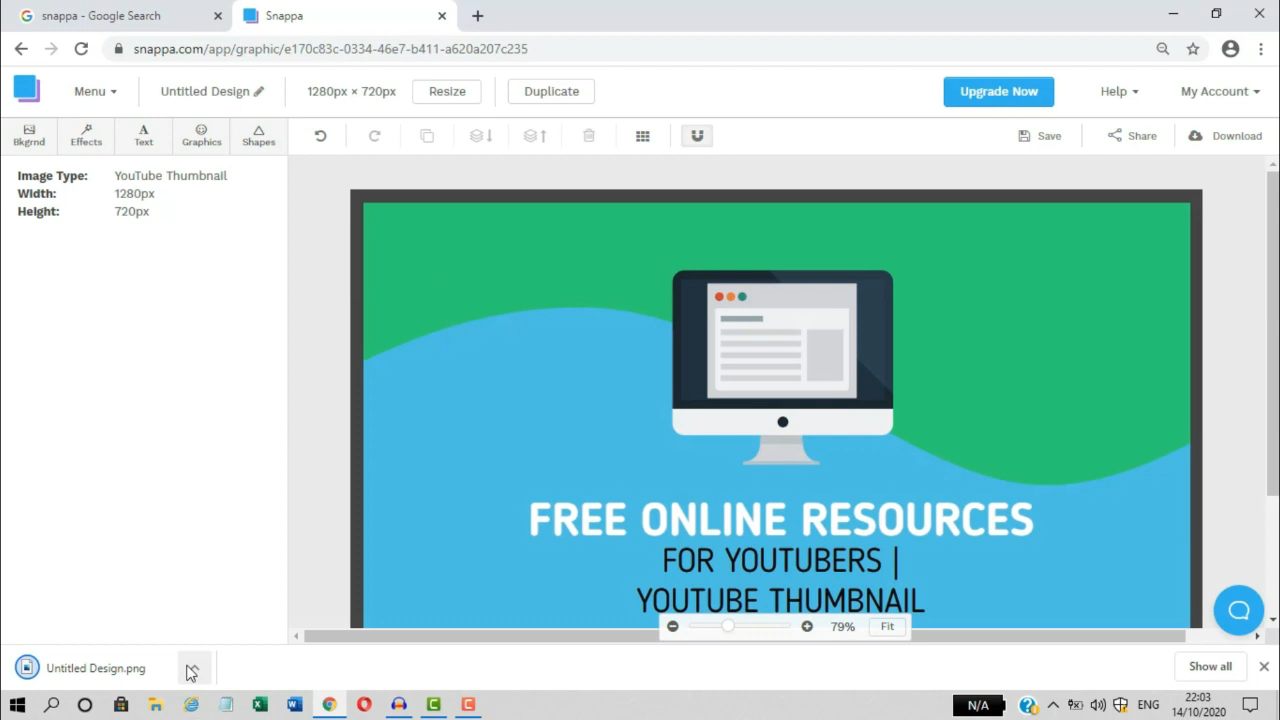 snappa - Google Search
Snappa
snappa.com/app/graphic/e170c83c-0334-46e7-b411-a620a207c235
Menu
Untitled Design
1280px × 720px
Resize
Duplicate
Upgrade Now
Help
My Account
Bkgrnd
Effects
Text
Graphics
Shapes
Save
Share
Download
Image Type: YouTube Thumbnail
Width: 1280px
Height: 720px
FREE ONLINE RESOURCES
FOR YOUTUBERS |
YOUTUBE THUMBNAIL
79%
Fit
Untitled Design.png
Show all
N/A
ENG
22:03
14/10/2020